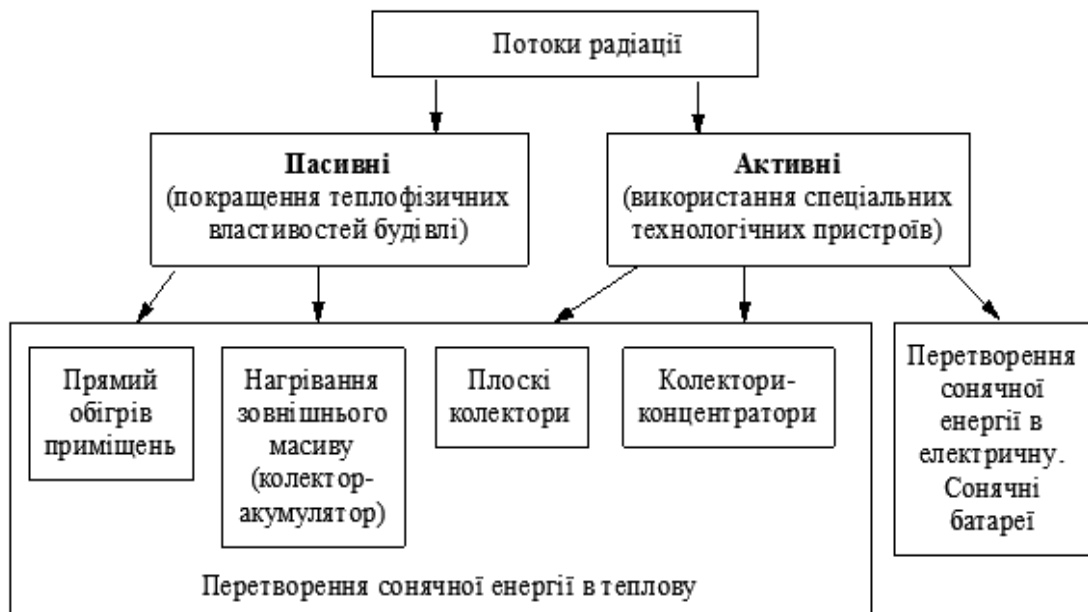 Потоки радіації
Пасивні
(покращення теплофізичних
властивостей будівлі)
Активні
(використання спеціальних
технологічних пристроїв)
Прямий
обігрів
приміщень
Нагрівання
зовнішнього
масиву
(колектор-
акумулятор)
Плоскі
колектори
Колектори-
концентратори
Перетворення
сонячної
енергії в
електричну.
Сонячні
батареї
Перетворення сонячної енергії в теплову